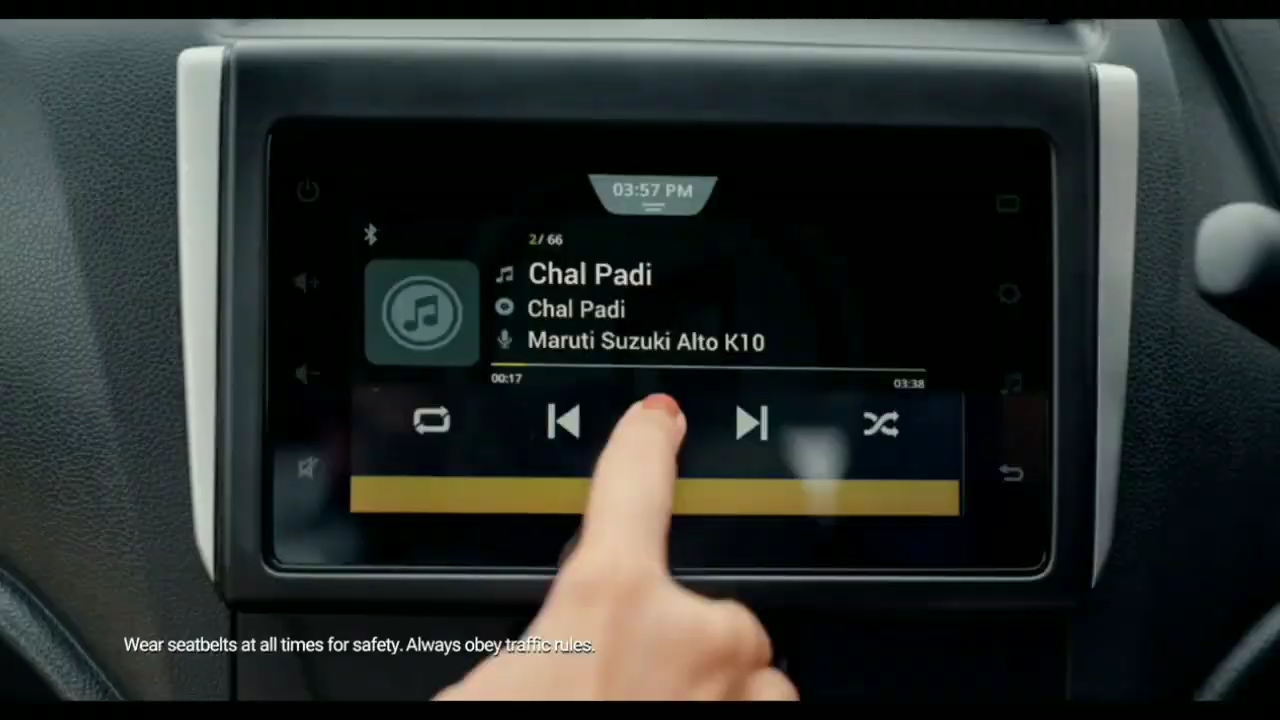 03:57 PM
2/ 66
Chal Padi
Chal Padi
Maruti Suzuki Alto K10
00:17
03:38
Wear seatbelts at all times for safety. Always obey traffic rules.